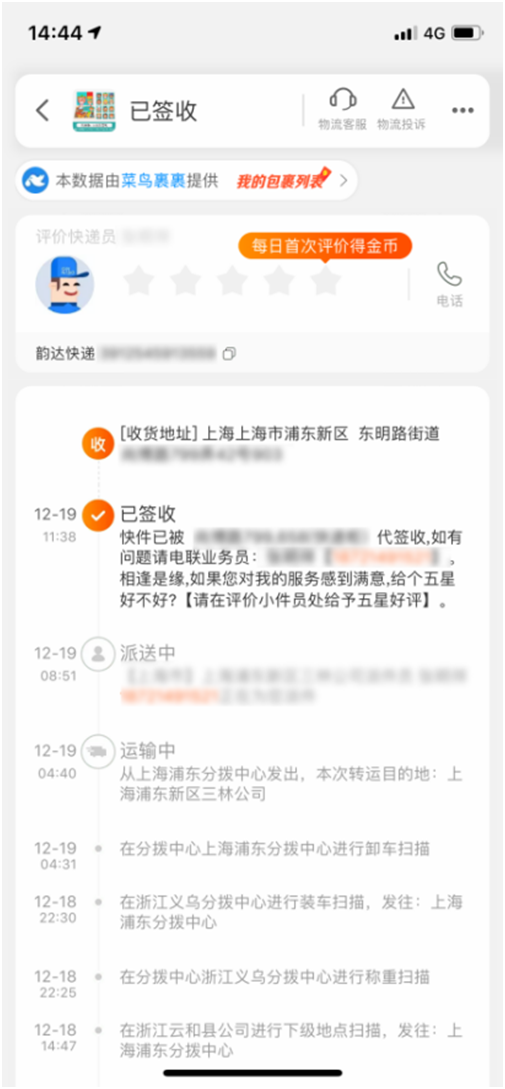 14:44
4G
已签收
物流客服
物流投诉
本数据由菜鸟裹裹提供
我的包裹列表
评价快递员
每日首次评价得金币
电话
韵达快递
收
[收货地址] 上海上海市浦东新区 东明路街道
12-19
已签收
11:38
快件已被
代签收,如有
问题请电联业务员:
【
】,
相逢是缘,如果您对我的服务感到满意,给个五星
好不好?【请在评价小件员处给予五星好评】。
12-19
派送中
08:51
12-19
运输中
04:40
从上海浦东分拨中心发出，本次转运目的地：上
海浦东新区三林公司
12-19
在分拨中心上海浦东分拨中心进行卸车扫描
04:31
12-18
在浙江义乌分拨中心进行装车扫描，发往：上海
22:30
浦东分拨中心
12-18
在分拨中心浙江义乌分拨中心进行称重扫描
22:25
12-18
在浙江云和县公司进行下级地点扫描，发往：上
14:47
海浦东分拨中心